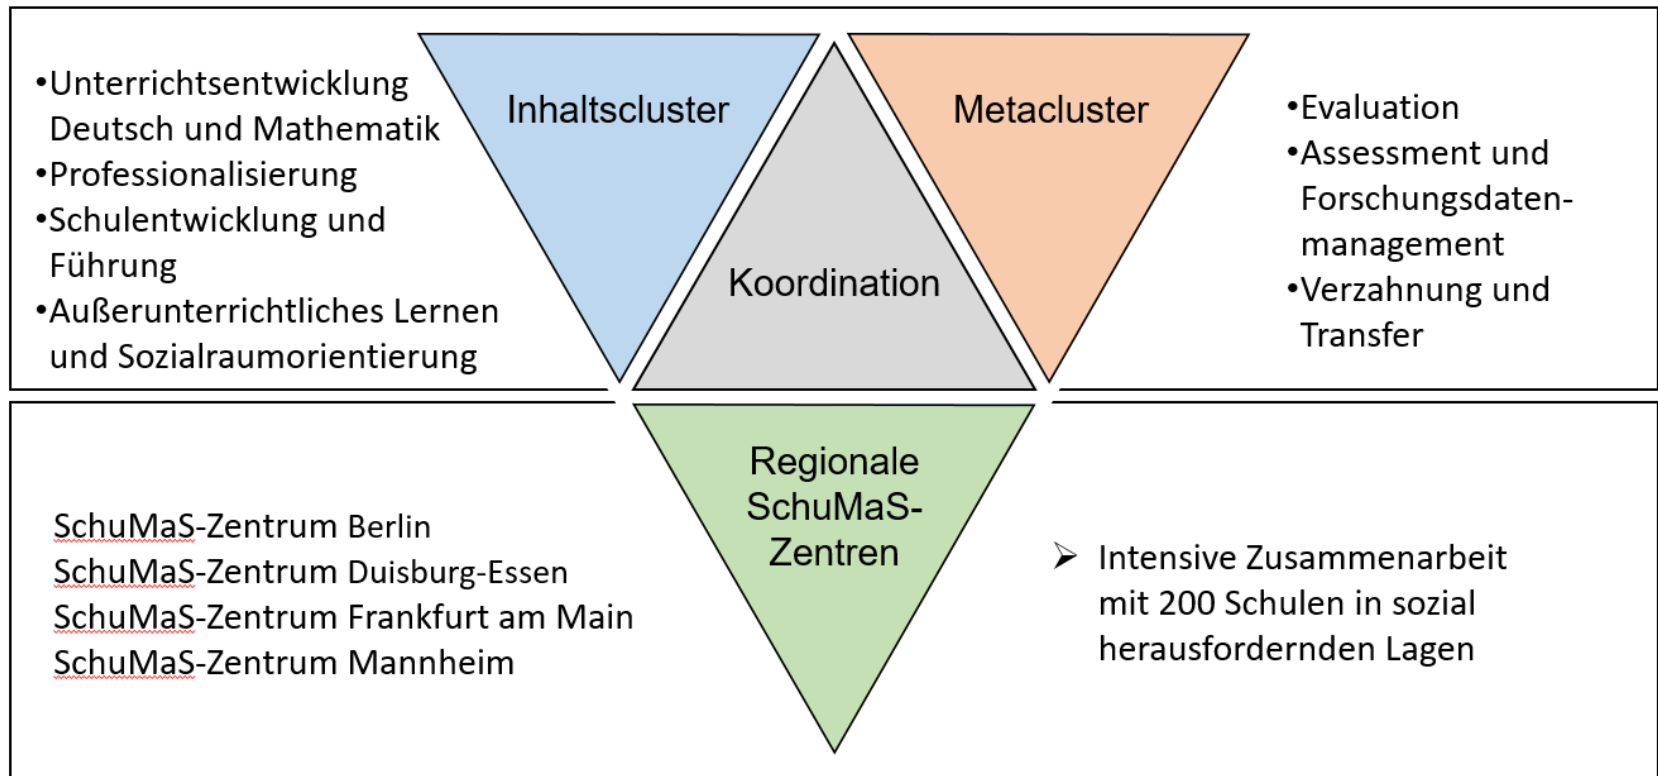 •Unterrichtsentwicklung
Deutsch und Mathematik
•Professionalisierung
•Schulentwicklung und
Führung
•Außerunterrichtliches Lernen
und Sozialraumorientierung
Inhaltscluster
Koordination
Metacluster
•Evaluation
•Assessment und
Forschungsdaten-
management
•Verzahnung und
Transfer
SchuMaS-Zentrum Berlin
SchuMaS-Zentrum Duisburg-Essen
SchuMaS-Zentrum Frankfurt am Main
SchuMaS-Zentrum Mannheim
Regionale
SchuMaS-
Zentren
➢ Intensive Zusammenarbeit
mit 200 Schulen in sozial
herausfordernden Lagen